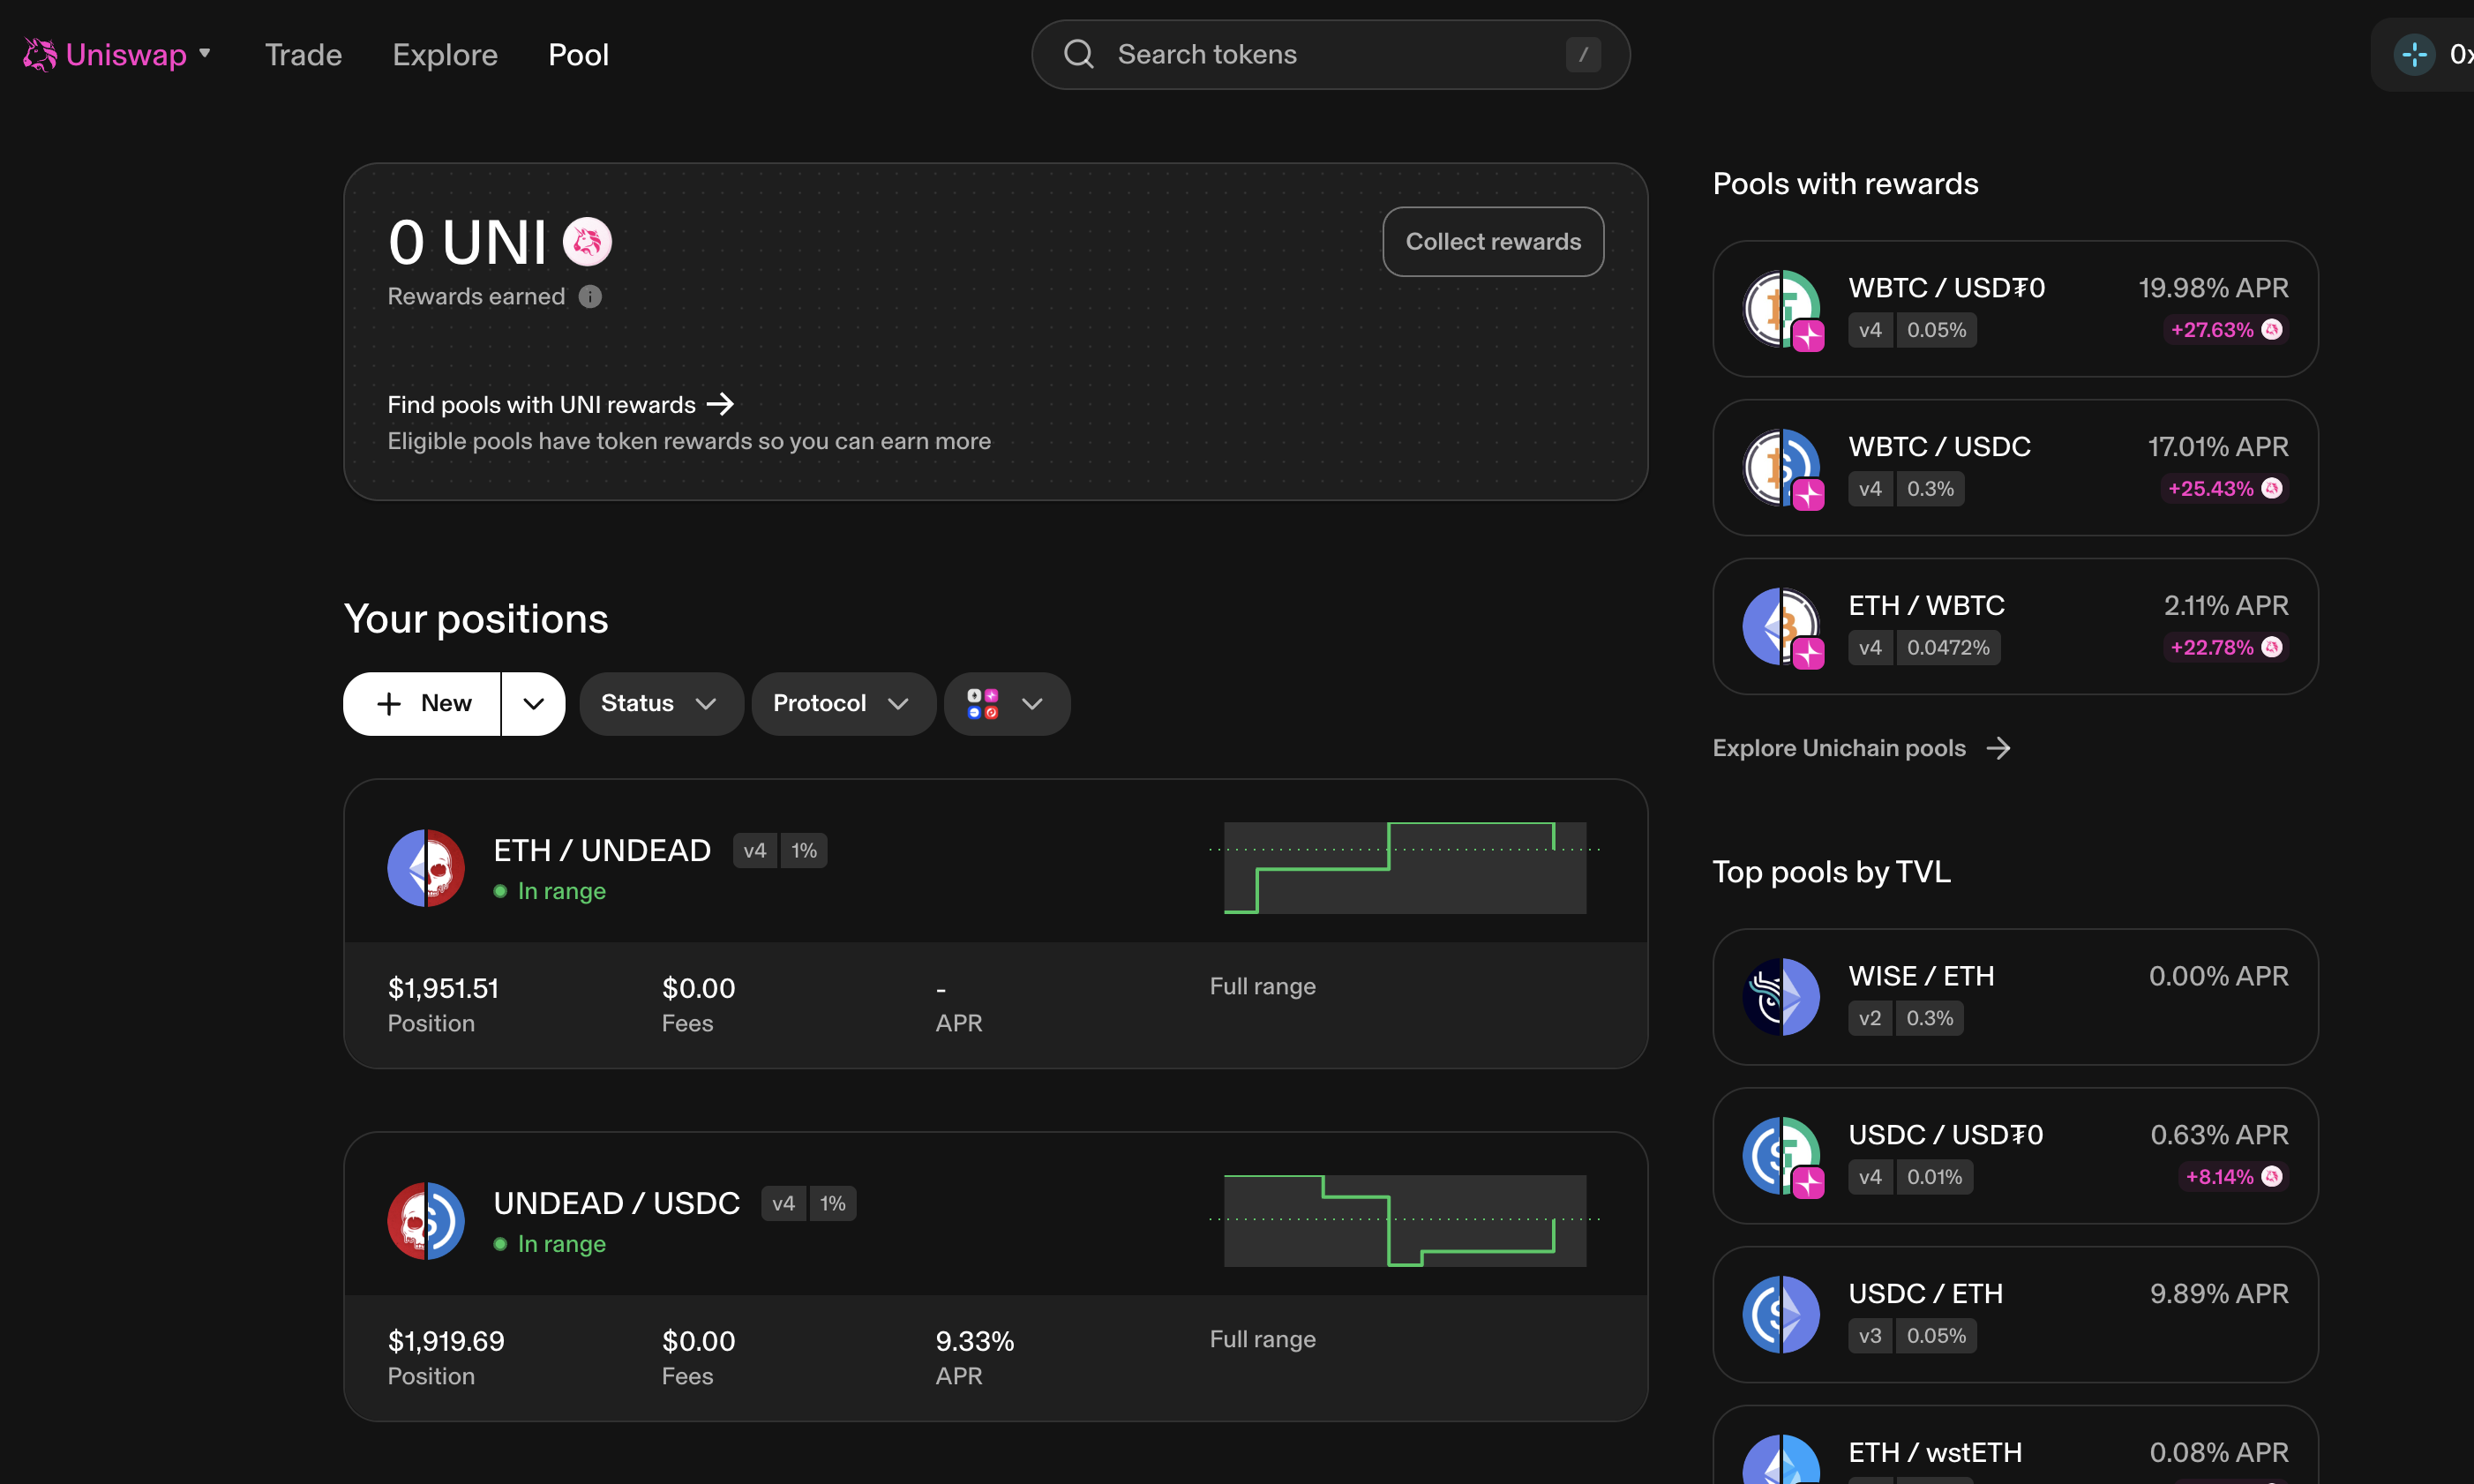 Uniswap
Trade
Explore
Pool
Search tokens
/
0x
0 UNI
Rewards earned
Collect rewards
Find pools with UNI rewards →
Eligible pools have token rewards so you can earn more
Your positions
+ New
Status
Protocol
ETH / UNDEAD v4 1%
In range
$1,951.51 $0.00 - Full range
Position Fees APR
UNDEAD / USDC v4 1%
In range
$1,919.69 $0.00 9.33% Full range
Position Fees APR
Pools with rewards
WBTC / USD₮0 19.98% APR
v4 0.05% +27.63%
WBTC / USDC 17.01% APR
v4 0.3% +25.43%
ETH / WBTC 2.11% APR
v4 0.0472% +22.78%
Explore Unichain pools →
Top pools by TVL
WISE / ETH 0.00% APR
v2 0.3%
USDC / USD₮0 0.63% APR
v4 0.01% +8.14%
USDC / ETH 9.89% APR
v3 0.05%
ETH / wstETH 0.08% APR